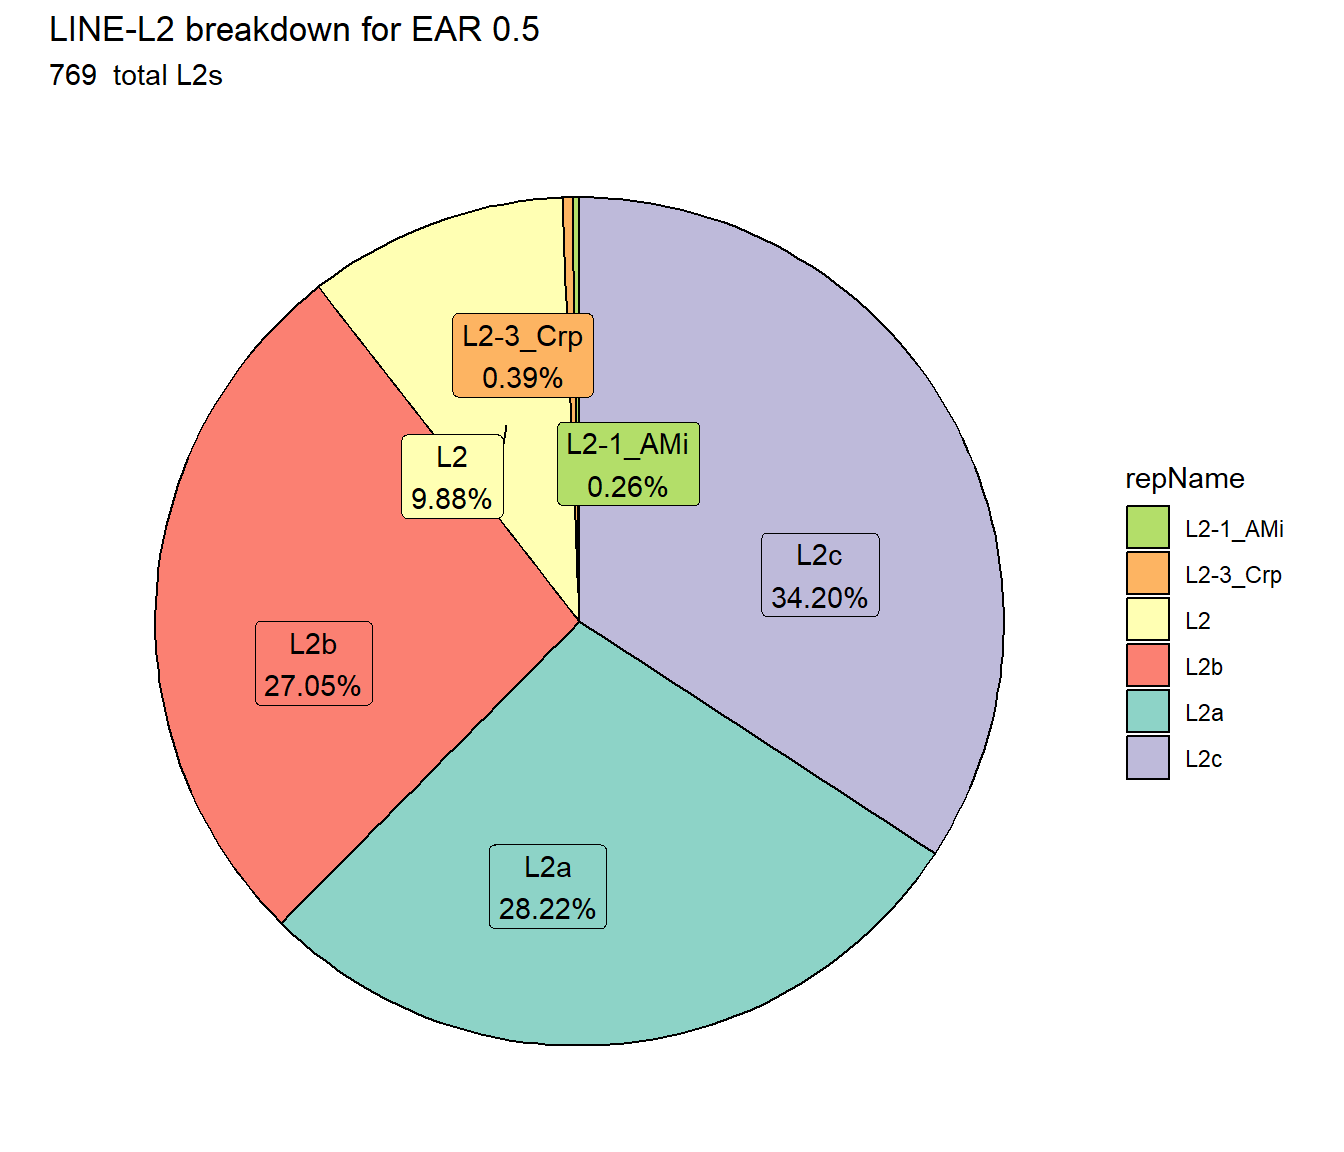 LINE-L2 breakdown for EAR 0.5
769  total L2s
L2-3_Crp
0.39%
L2-1_AMi
0.26%
L2
9.88%
L2c
34.20%
L2b
27.05%
L2a
28.22%
repName
L2-1_AMi
L2-3_Crp
L2
L2b
L2a
L2c